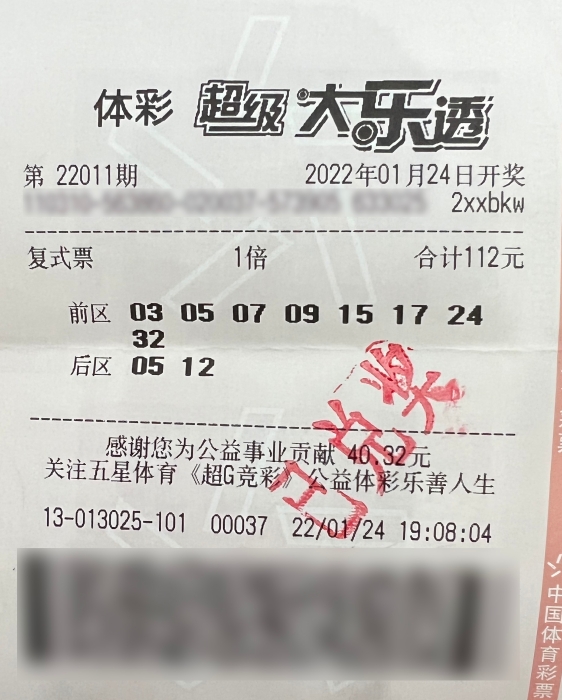 体彩 超级大乐透
第 22011期 2022年01月24日开奖
2xxbkw
复式票 1倍 合计112元
前区 03 05 07 09 15 17 24
32
后区 05 12
感谢您为公益事业贡献 40.32元
关注五星体育《超G竞彩》公益体彩乐善人生
已兑奖
13-013025-101 00037 22/01/24 19:08:04
中国体育彩票